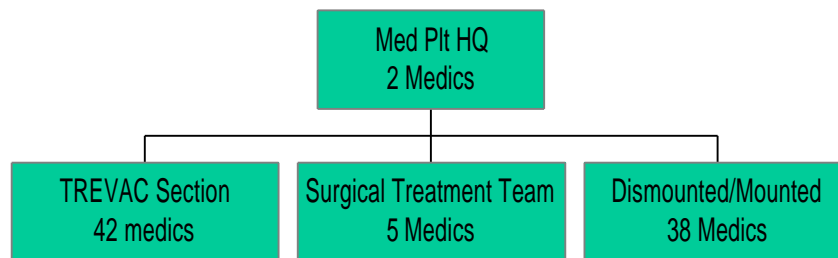 Med Plt HQ
2 Medics
TREVAC Section
42 medics
Surgical Treatment Team
5 Medics
Dismounted/Mounted
38 Medics